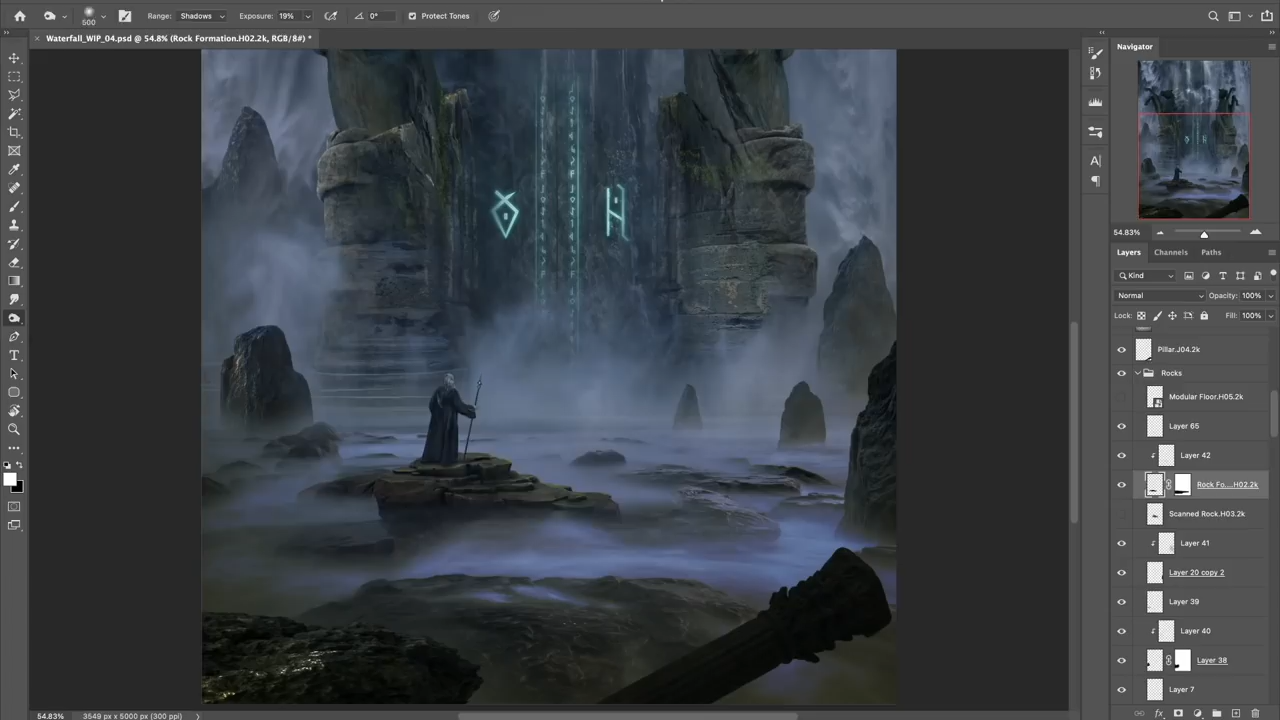 500
Range:
Shadows
Exposure:
19%
0°
Protect Tones
× Waterfall_WIP_04.psd @ 54.8% (Rock Formation.H02.2k, RGB/8#) *
Navigator
54.83%
Layers
Channels
Paths
Kind
Normal
Opacity: 100%
Lock:
Fill: 100%
Pillar.J04.2k
Rocks
Modular Floor.H05.2k
Layer 65
Layer 42
Rock Fo....H02.2k
Scanned Rock.H03.2k
Layer 41
Layer 20 copy 2
Layer 39
Layer 40
Layer 38
Layer 7
54.83%
3549 px x 5000 px (300 ppi)